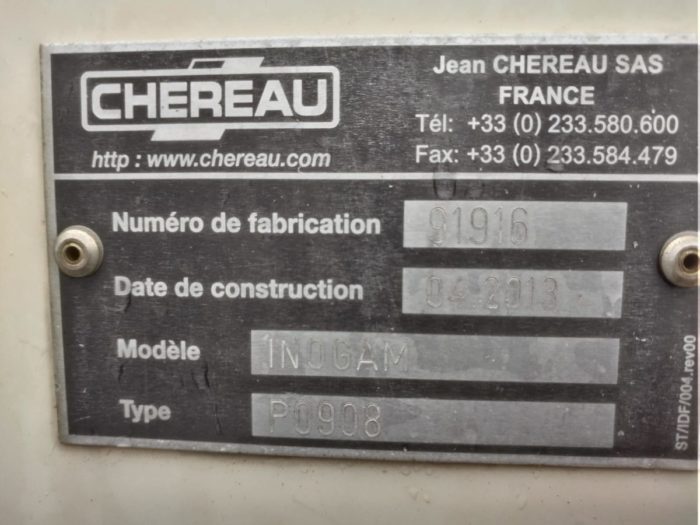 CHEREAU
http : www.chereau.com
Jean CHEREAU SAS
FRANCE
Tél: +33 (0) 233.580.600
Fax: +33 (0) 233.584.479
Numéro de fabrication 91916
Date de construction 04.2013
Modèle INOGAM
Type P0908
ST/IDF/004.rev00